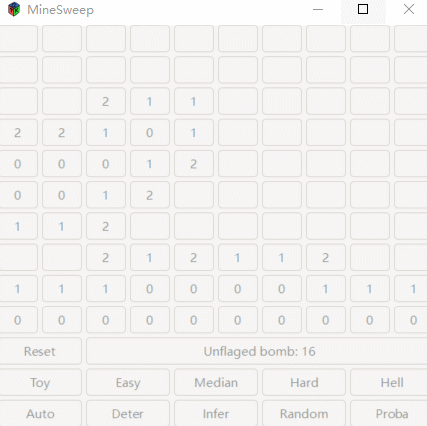 MineSweep
2 1 1
2 2 1 0 1
0 0 0 1 2
0 0 1 2
1 1 2
2 1 2 1 1 2
1 1 1 0 0 0 0 1 1 1
0 0 0 0 0 0 0 0 0 0
Reset Unflaged bomb: 16
Toy Easy Median Hard Hell
Auto Deter Infer Random Proba